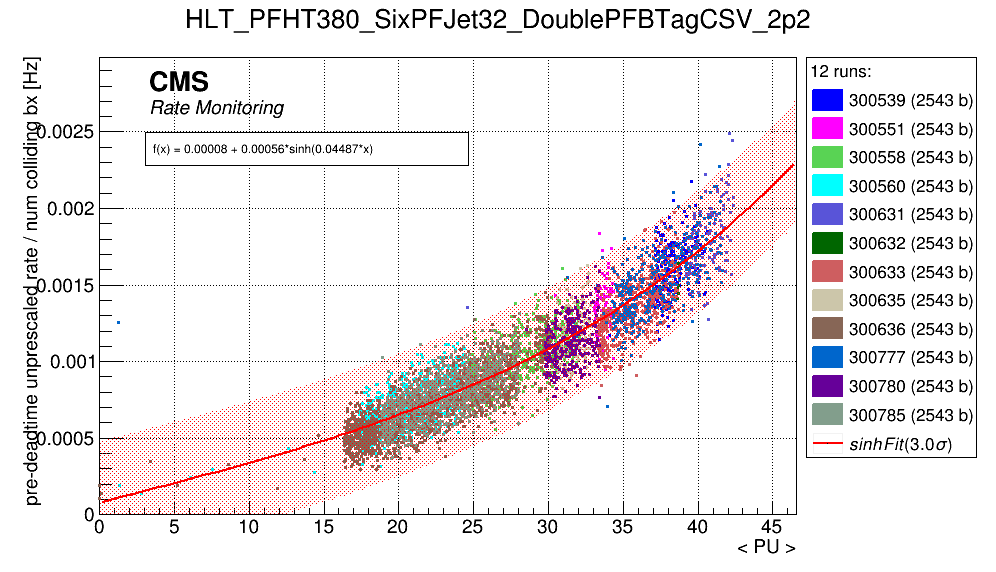 HLT_PFHT380_SixPFJet32_DoublePFBTagCSV_2p2
pre-deadtime unprescaled rate / num colliding bx [Hz]
CMS
Rate Monitoring
f(x) = 0.00008 + 0.00056*sinh(0.04487*x)
0.0025
0.002
0.0015
0.001
0.0005
0
0 5 10 15 20 25 30 35 40 45
< PU >
12 runs:
300539 (2543 b)
300551 (2543 b)
300558 (2543 b)
300560 (2543 b)
300631 (2543 b)
300632 (2543 b)
300633 (2543 b)
300635 (2543 b)
300636 (2543 b)
300777 (2543 b)
300780 (2543 b)
300785 (2543 b)
sinhFit(3.0σ)